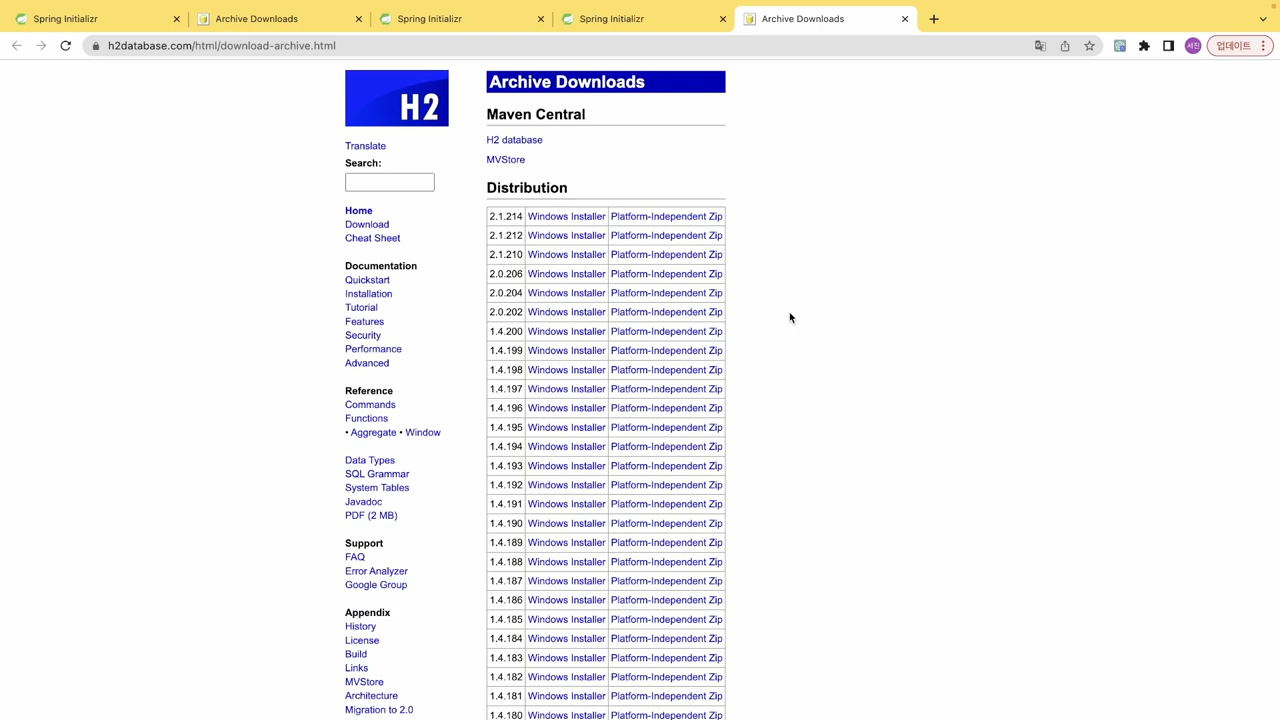 Spring Initializr
Archive Downloads
Spring Initializr
Spring Initializr
Archive Downloads
h2database.com/html/download-archive.html
서진
업데이트
H2
Translate
Search:
Home
Download
Cheat Sheet
Documentation
Quickstart
Installation
Tutorial
Features
Security
Performance
Advanced
Reference
Commands
Functions
• Aggregate • Window
Data Types
SQL Grammar
System Tables
Javadoc
PDF (2 MB)
Support
FAQ
Error Analyzer
Google Group
Appendix
History
License
Build
Links
MVStore
Architecture
Migration to 2.0
Archive Downloads
Maven Central
H2 database
MVStore
Distribution
2.1.214 Windows Installer Platform-Independent Zip
2.1.212 Windows Installer Platform-Independent Zip
2.1.210 Windows Installer Platform-Independent Zip
2.0.206 Windows Installer Platform-Independent Zip
2.0.204 Windows Installer Platform-Independent Zip
2.0.202 Windows Installer Platform-Independent Zip
1.4.200 Windows Installer Platform-Independent Zip
1.4.199 Windows Installer Platform-Independent Zip
1.4.198 Windows Installer Platform-Independent Zip
1.4.197 Windows Installer Platform-Independent Zip
1.4.196 Windows Installer Platform-Independent Zip
1.4.195 Windows Installer Platform-Independent Zip
1.4.194 Windows Installer Platform-Independent Zip
1.4.193 Windows Installer Platform-Independent Zip
1.4.192 Windows Installer Platform-Independent Zip
1.4.191 Windows Installer Platform-Independent Zip
1.4.190 Windows Installer Platform-Independent Zip
1.4.189 Windows Installer Platform-Independent Zip
1.4.188 Windows Installer Platform-Independent Zip
1.4.187 Windows Installer Platform-Independent Zip
1.4.186 Windows Installer Platform-Independent Zip
1.4.185 Windows Installer Platform-Independent Zip
1.4.184 Windows Installer Platform-Independent Zip
1.4.183 Windows Installer Platform-Independent Zip
1.4.182 Windows Installer Platform-Independent Zip
1.4.181 Windows Installer Platform-Independent Zip
1.4.180 Windows Installer Platform-Independent Zip